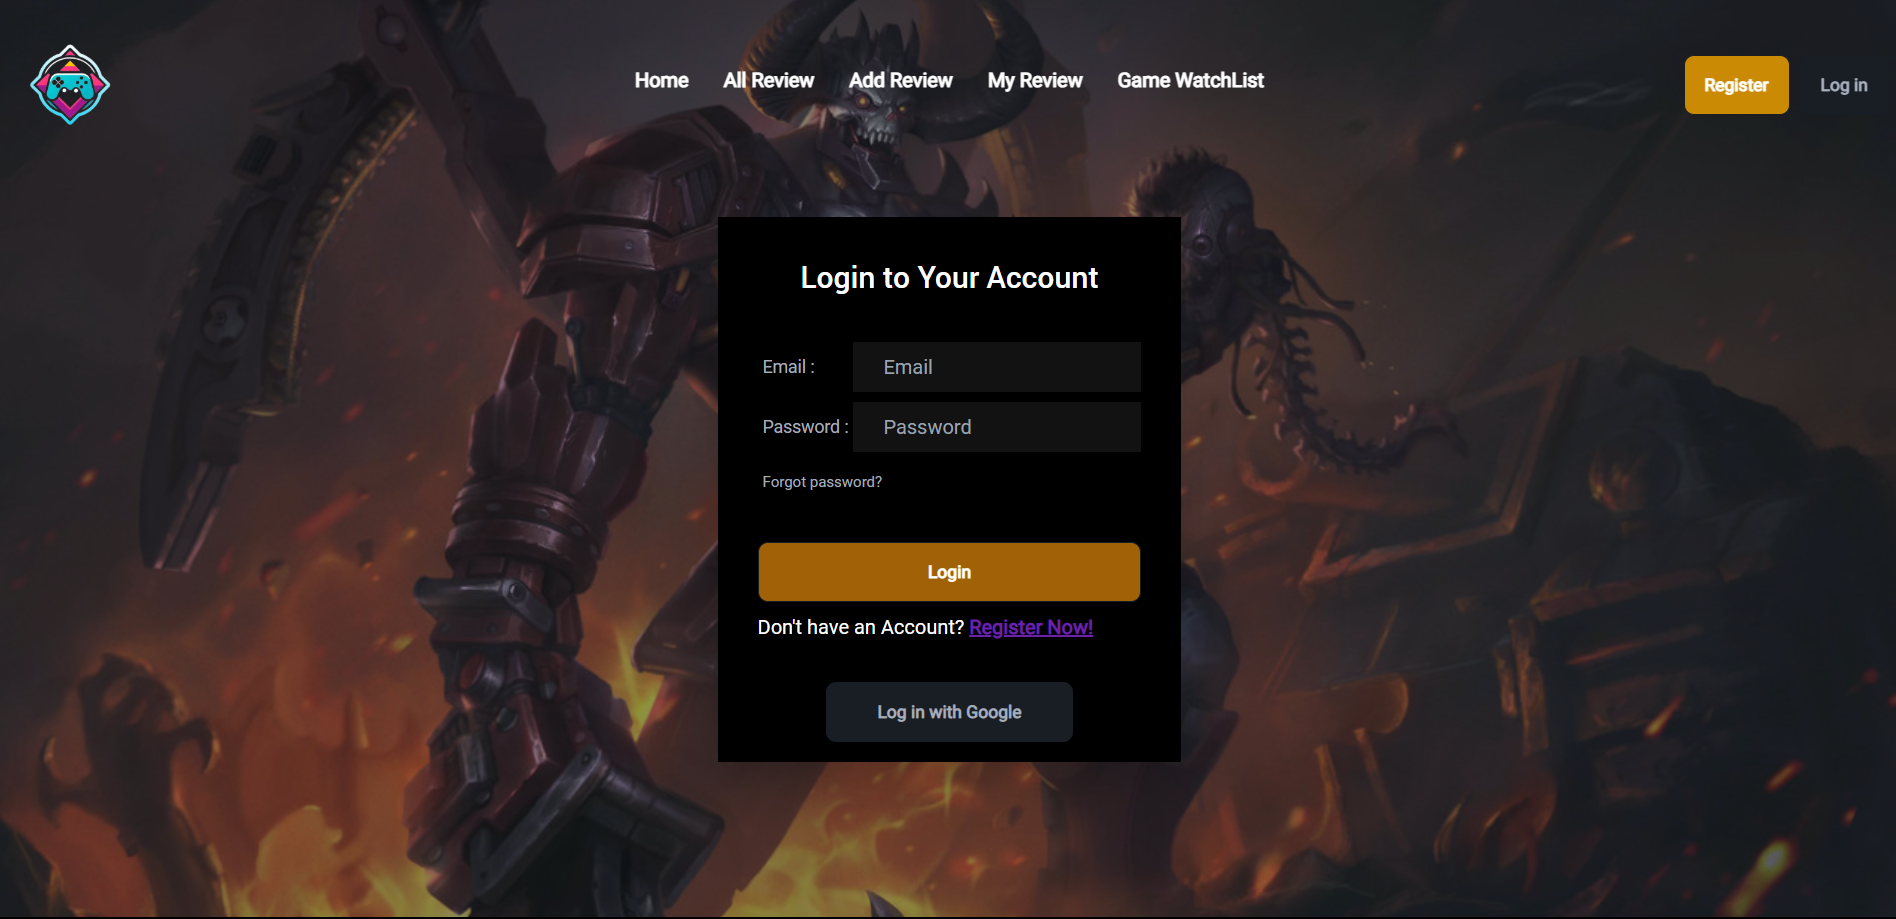 Home All Review Add Review My Review Game WatchList Register Log in
Login to Your Account
Email : Email
Password : Password
Forgot password?
Login
Don't have an Account? Register Now!
Log in with Google